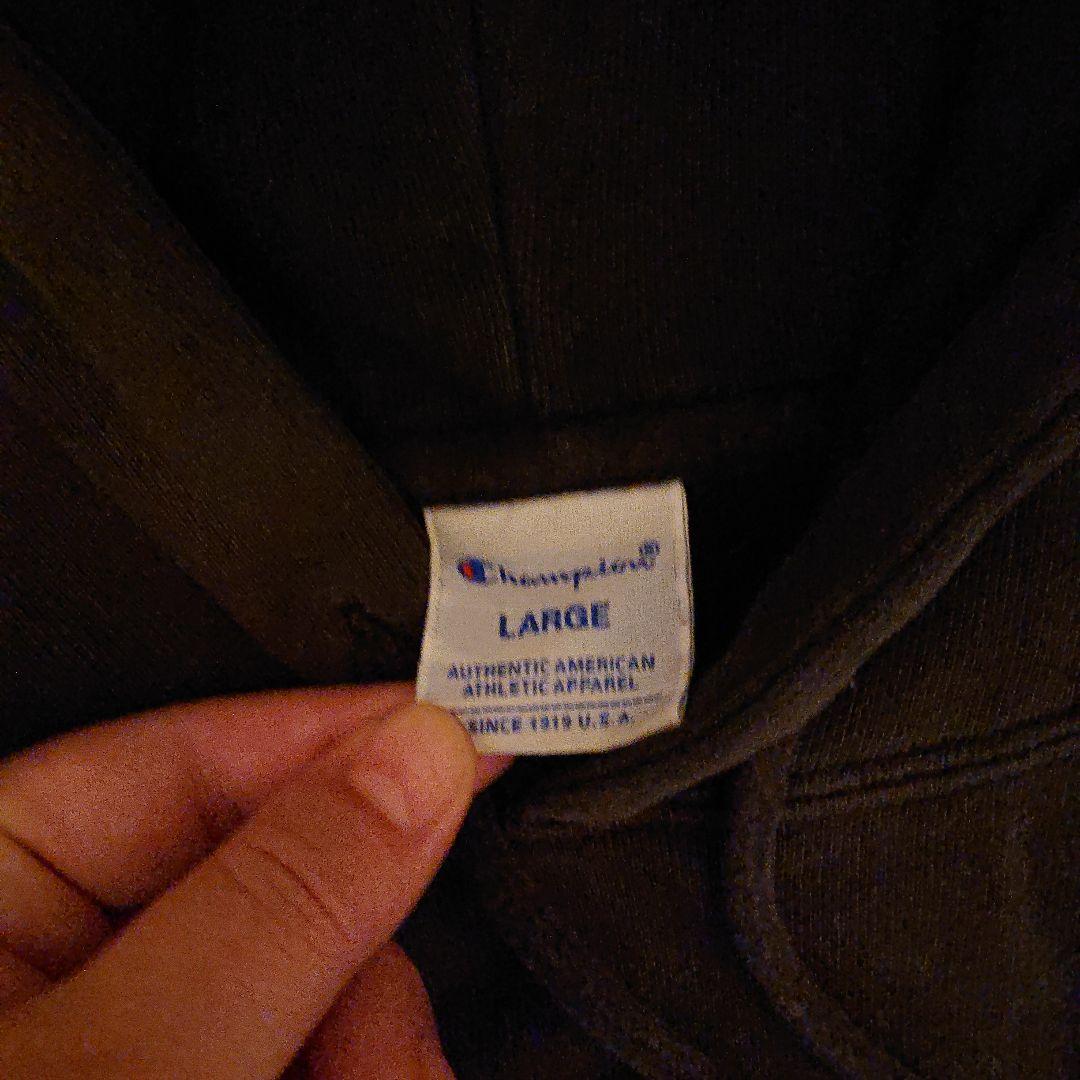 Champion®
LARGE
AUTHENTIC AMERICAN
ATHLETIC APPAREL
SINCE 1919 U.S.A.